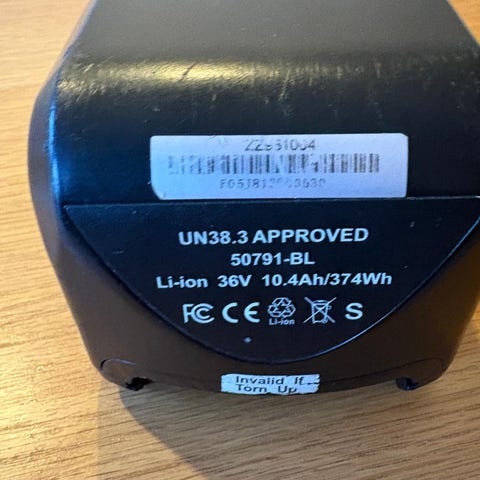 UN38.3 APPROVED
50791-BL
Li-ion 36V 10.4Ah/374Wh
FC CE Li-ion S
Invalid If
Torn Up